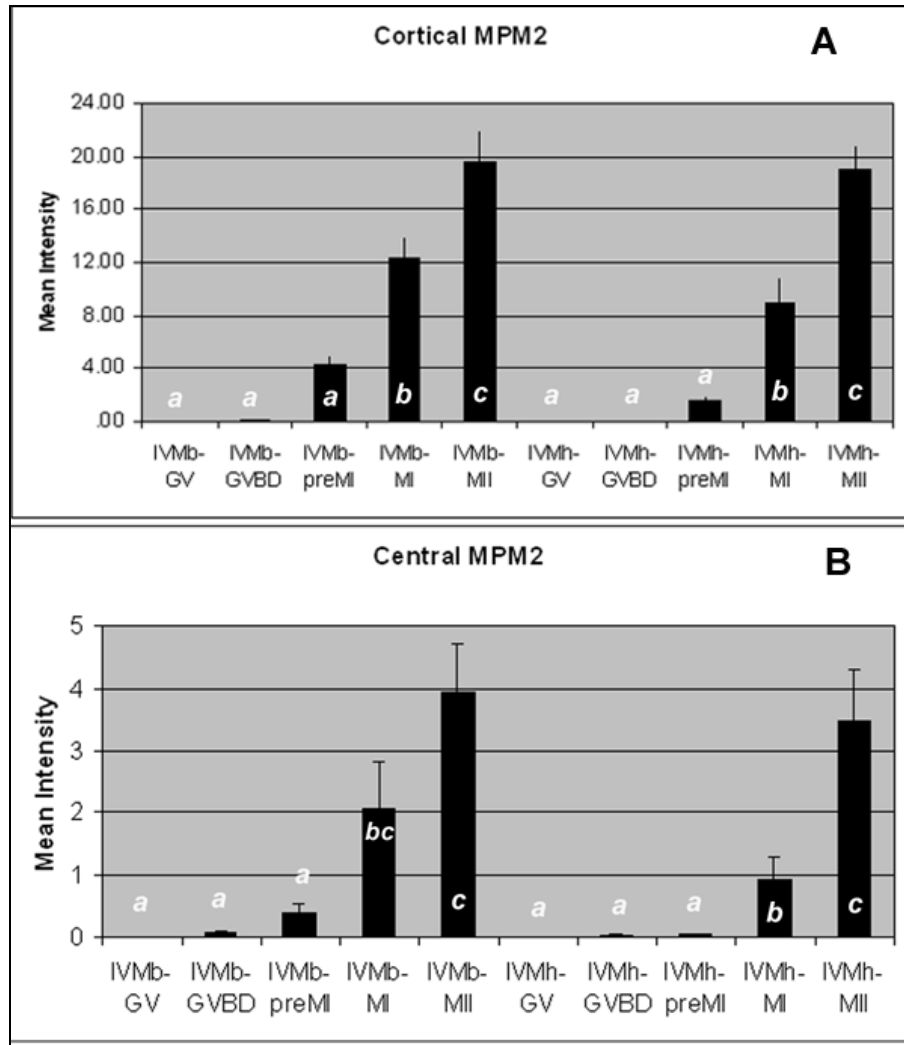 Cortical MPM2
A
Mean Intensity
24.00
20.00
16.00
12.00
8.00
4.00
.00
a a a b c a a a b c
IVMb-GV IVMb-GVBD IVMb-preMI IVMb-MI IVMb-MII IVMh-GV IVMh-GVBD IVMh-preMI IVMh-MI IVMh-MII
Central MPM2
B
Mean Intensity
5
4
3
2
1
0
a a a bc c a a a b c
IVMb-GV IVMb-GVBD IVMb-preMI IVMb-MI IVMb-MII IVMh-GV IVMh-GVBD IVMh-preMI IVMh-MI IVMh-MII